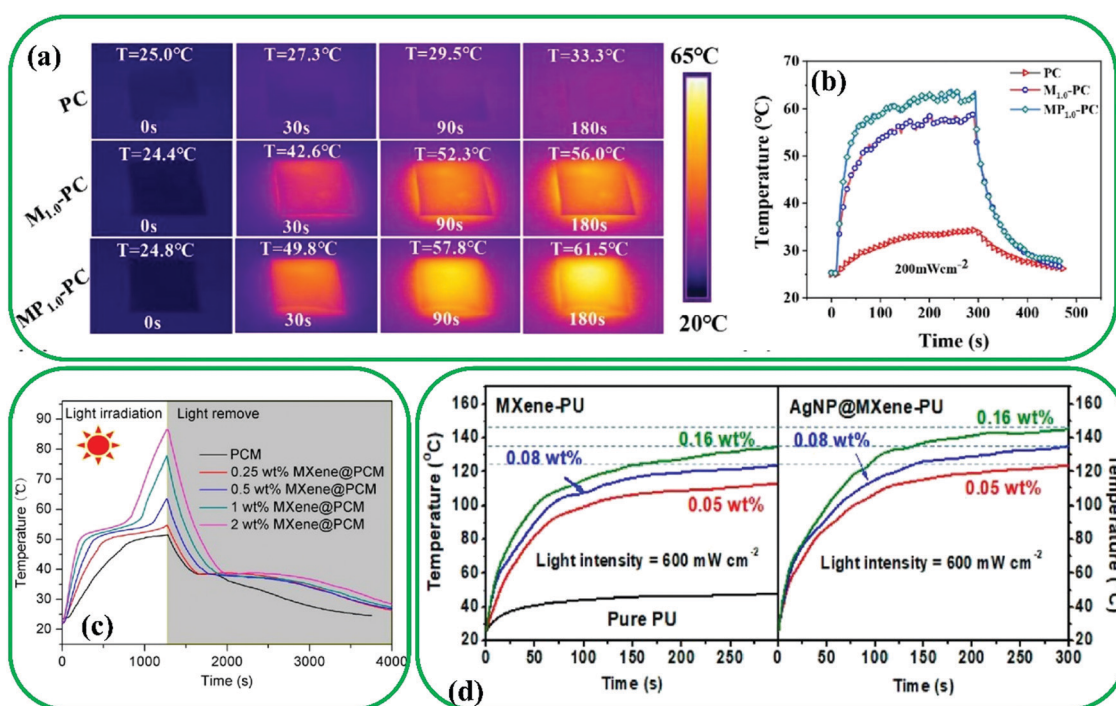 (a)
T=25.0°C T=27.3°C T=29.5°C T=33.3°C
PC
0s 30s 90s 180s
T=24.4°C T=42.6°C T=52.3°C T=56.0°C
M1.0-PC
0s 30s 90s 180s
T=24.8°C T=49.8°C T=57.8°C T=61.5°C
MP1.0-PC
0s 30s 90s 180s
65°C
20°C
(b)
PC
M1.0-PC
MP1.0-PC
200mWcm-2
Temperature (°C)
70
60
50
40
30
20
0 100 200 300 400 500
Time (s)
Light irradiation Light remove
PCM
0.25 wt% MXene@PCM
0.5 wt% MXene@PCM
1 wt% MXene@PCM
2 wt% MXene@PCM
Temperature (℃)
90
80
70
60
50
40
30
20
(c)
0 1000 2000 3000 4000
Time (s)
MXene-PU
0.16 wt%
0.08 wt%
0.05 wt%
Light intensity = 600 mW cm-2
Pure PU
Temperature (°C)
160
140
120
100
80
60
40
20
0 50 100 150 200 250
Time (s)
AgNP@MXene-PU
0.16 wt%
0.08 wt%
0.05 wt%
Light intensity = 600 mW cm-2
160
140
120
100
80
60
40
20
0 50 100 150 200 250 300
Time (s)
(d)